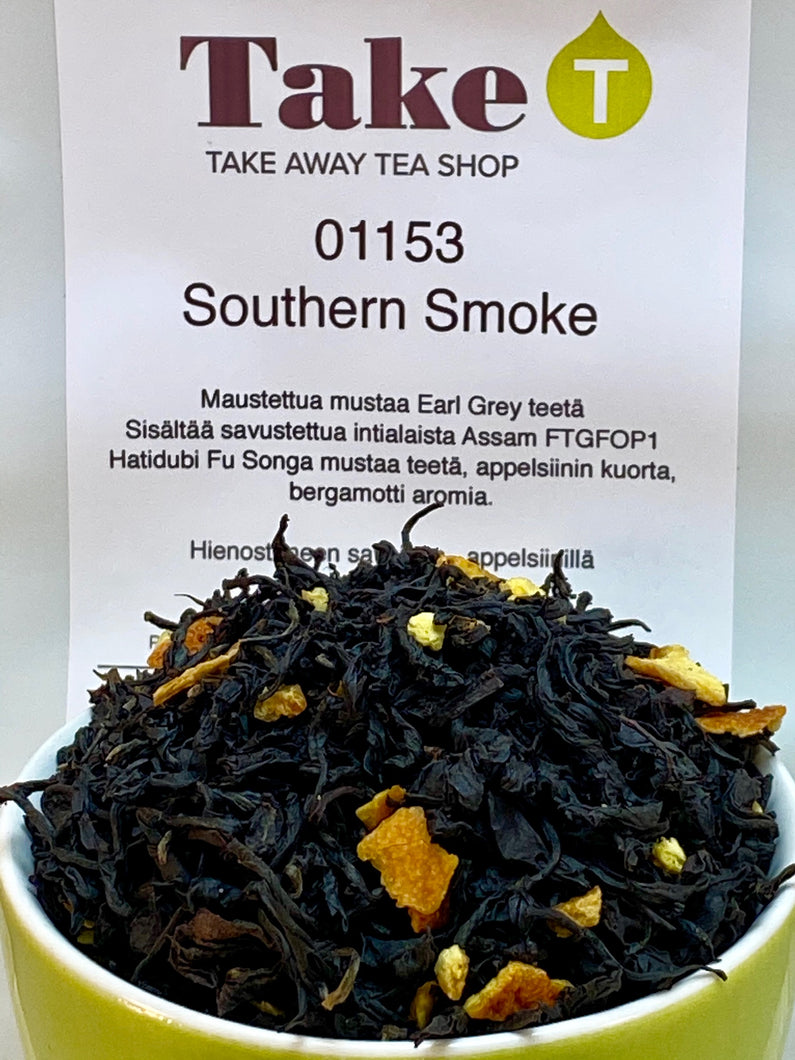 Take T
TAKE AWAY TEA SHOP
01153
Southern Smoke
Maustettua mustaa Earl Grey teetä
Sisältää savustettua intialaista Assam FTGFOP1
Hatidubi Fu Songa mustaa teetä, appelsiinin kuorta,
bergamotti aromia.
appelsiinillä